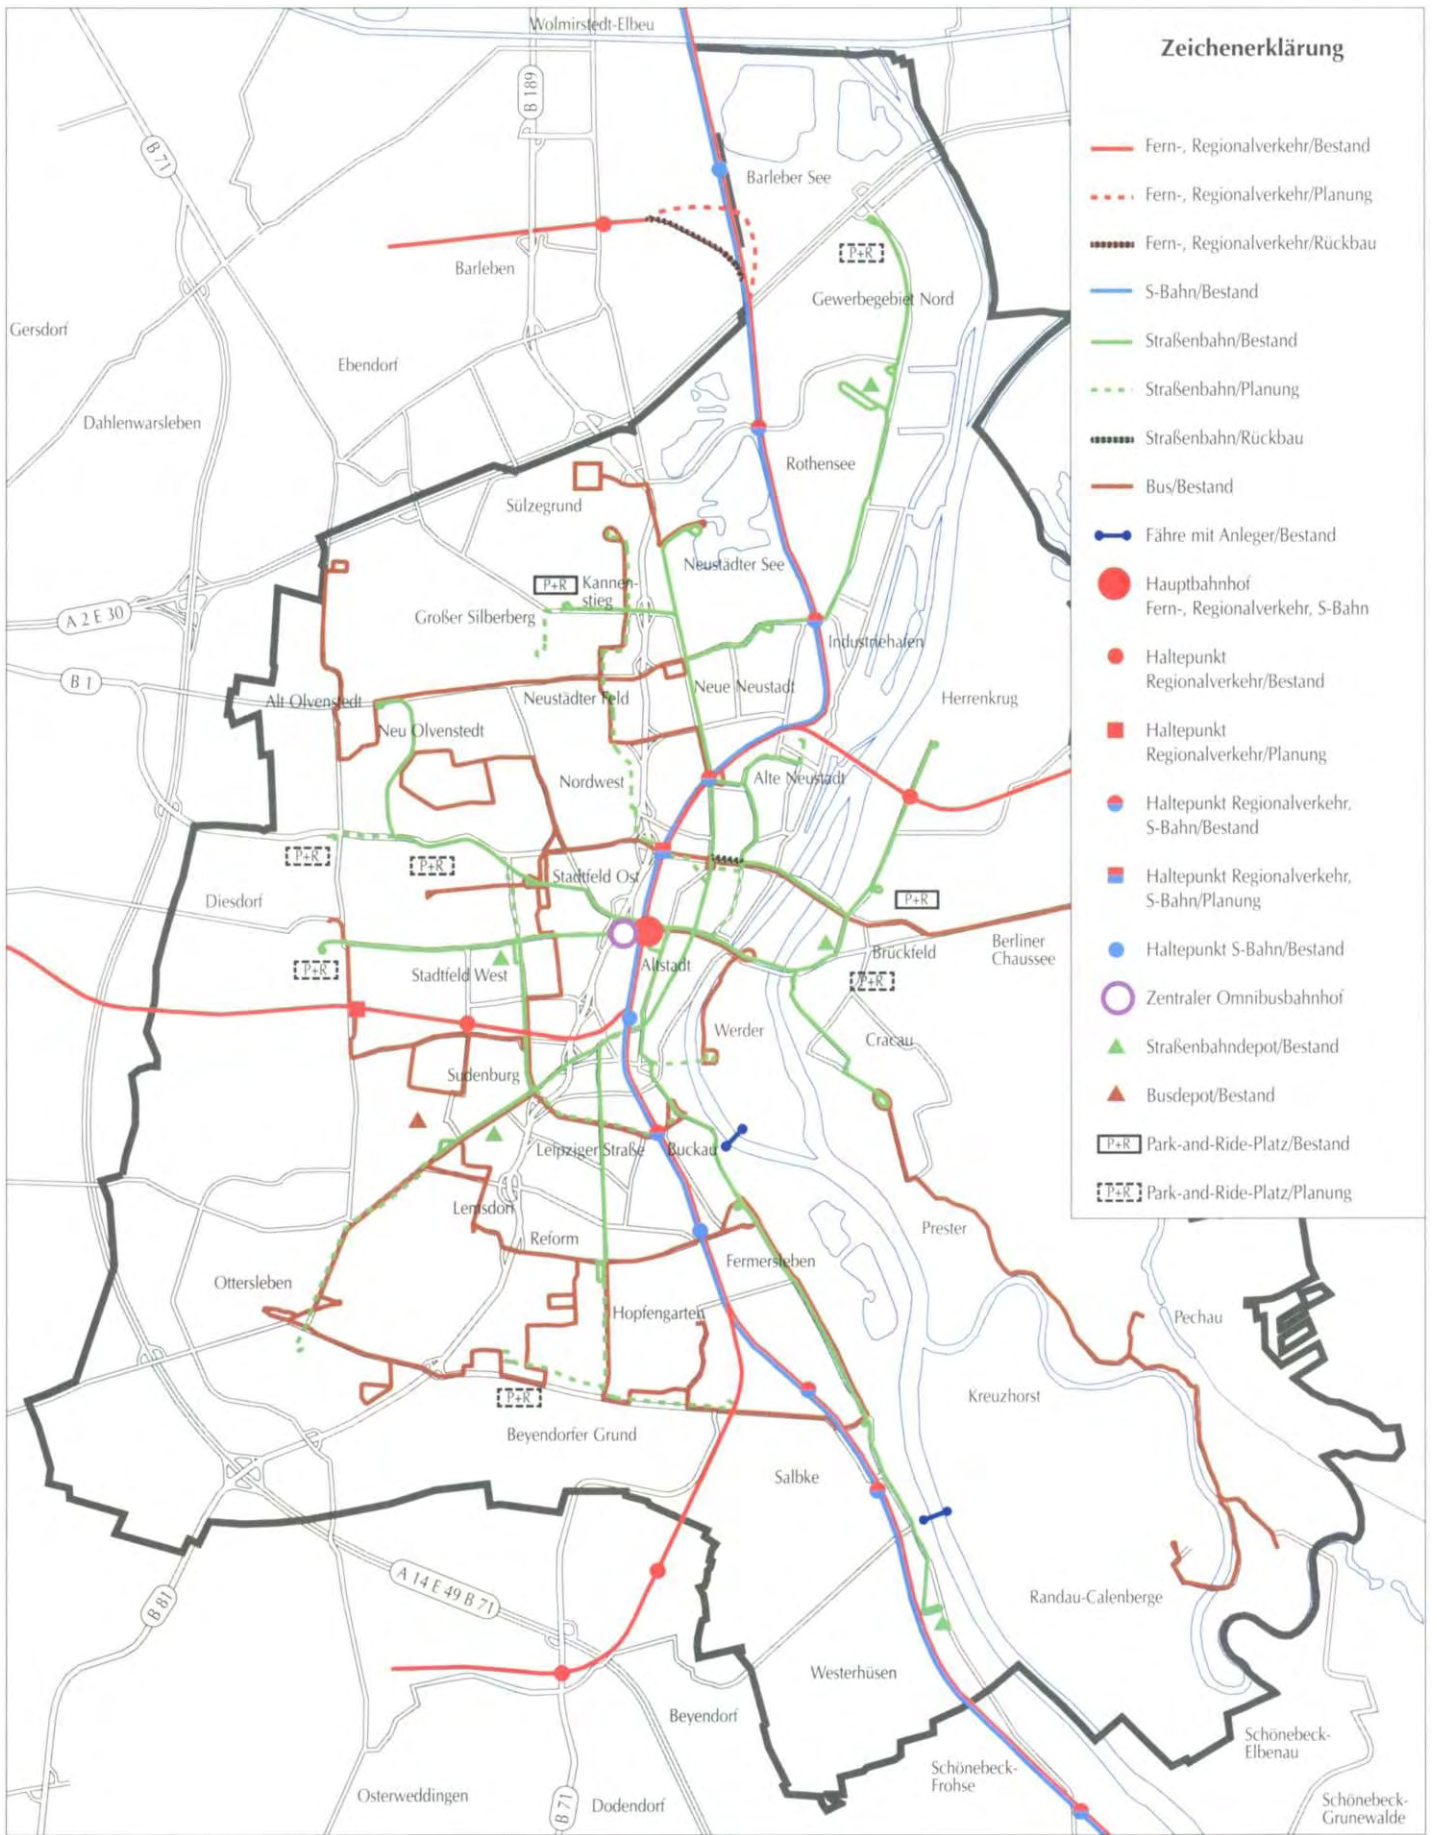 Wolmirstedt-Elbeu
Zeichenerklärung
B 189
B 71
Fern-, Regionalverkehr/Bestand
Barleber See
Fern-, Regionalverkehr/Planung
Fern-, Regionalverkehr/Rückbau
P+R
Barleben
S-Bahn/Bestand
Gewerbegebiet Nord
Gersdorf
Straßenbahn/Bestand
Ebendorf
Straßenbahn/Planung
Dahlenwarsleben
Straßenbahn/Rückbau
Rothensee
Bus/Bestand
Sülzegrund
Fähre mit Anleger/Bestand
Neustädter See
P+R
Kannen-
stieg
Hauptbahnhof
Fern-, Regionalverkehr, S-Bahn
A 2 E 30
Großer Silberberg
Industriehafen
Haltepunkt
Regionalverkehr/Bestand
B 1
Alt Olvenstedt
Neustädter Feld
Neue Neustadt
Herrenkrug
Neu Olvenstedt
Haltepunkt
Regionalverkehr/Planung
Nordwest
Alte Neustadt
Haltepunkt Regionalverkehr,
S-Bahn/Bestand
P+R
P+R
Stadtfeld Ost
Haltepunkt Regionalverkehr,
S-Bahn/Planung
Diesdorf
P+R
Berliner
Chaussee
Brückfeld
Haltepunkt S-Bahn/Bestand
P+R
Stadtfeld West
Altstadt
P+R
Zentraler Omnibusbahnhof
Werder
Cracau
Straßenbahndepot/Bestand
Sudenburg
Busdepot/Bestand
Leipziger Straße
Buckau
P+R Park-and-Ride-Platz/Bestand
P+R Park-and-Ride-Platz/Planung
Lemsdorf
Reform
Prester
Fermersleben
Ottersleben
Hopfengarten
Pechau
P+R
Kreuzhorst
Beyendorfer Grund
Salbke
A 14 E 49 B 71
B 81
Randau-Calenberge
Westerhüsen
Beyendorf
Schönebeck-
Elbenau
Schönebeck-
Frohse
Osterweddingen
B 71
Dodendorf
Schönebeck-
Grunewalde